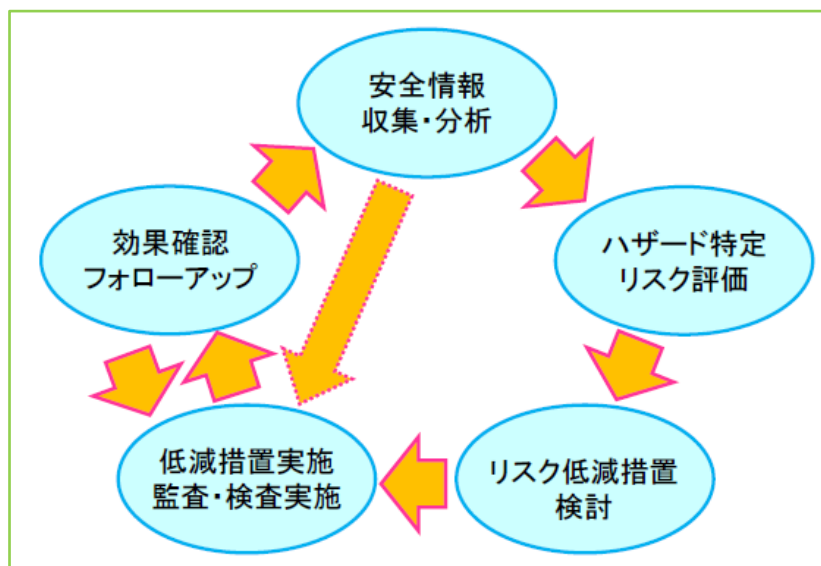 安全情報
収集・分析
ハザード特定
リスク評価
リスク低減措置
検討
低減措置実施
監査・検査実施
効果確認
フォローアップ